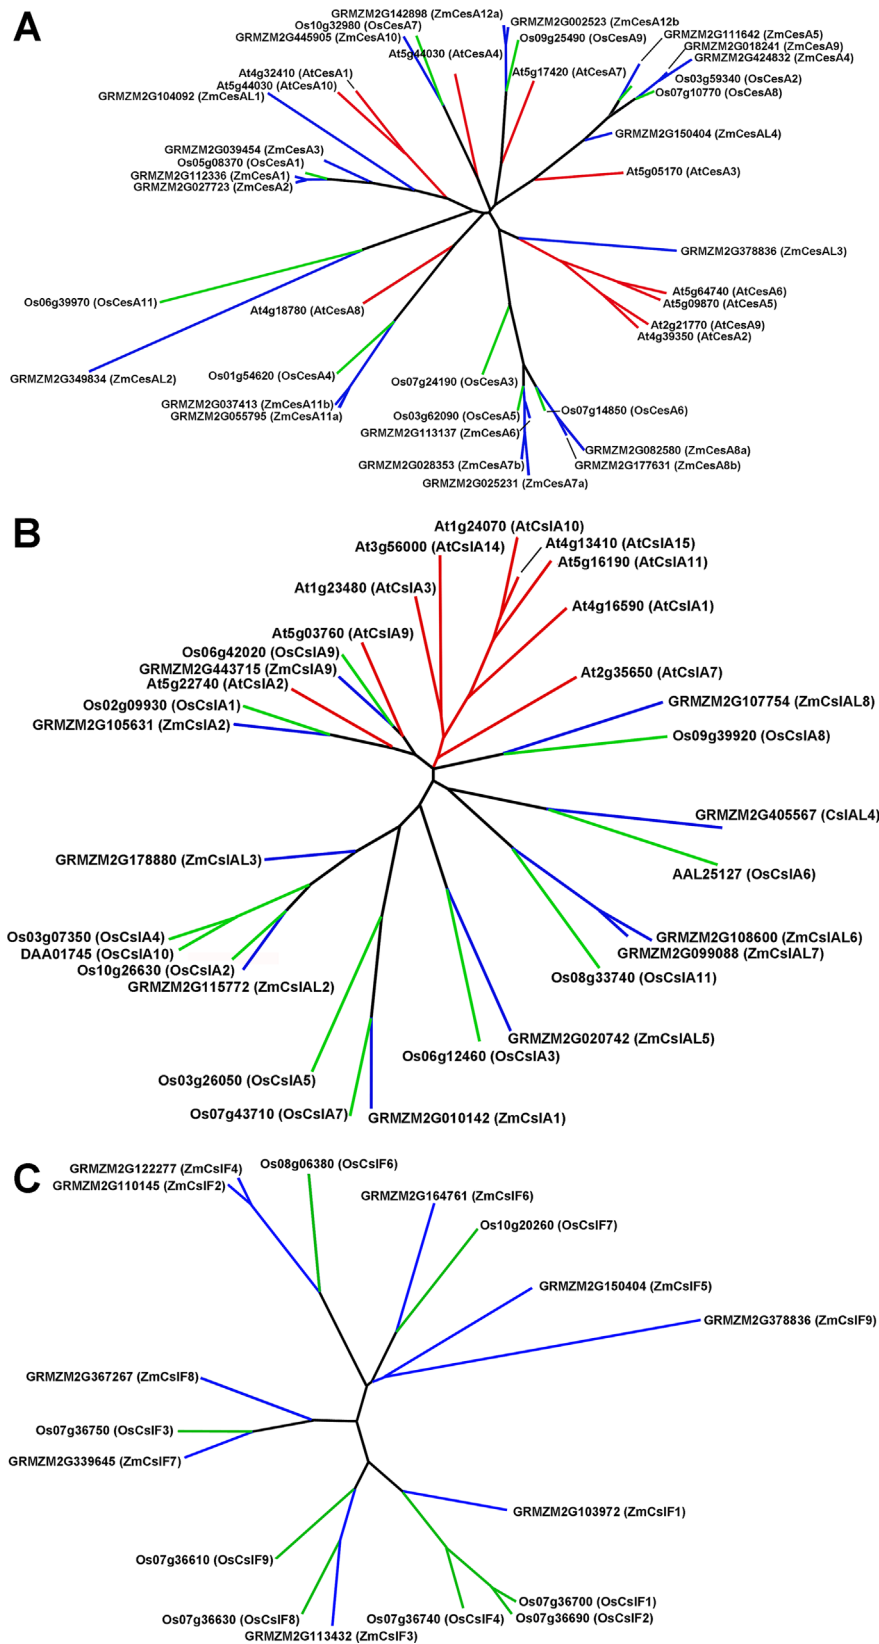 A
GRMZM2G142898 (ZmCesA12a)
Os10g32980 (OsCesA7)
GRMZM2G445905 (ZmCesA10)
At5g44030 (AtCesA4)
GRMZM2G002523 (ZmCesA12b
Os09g25490 (OsCesA9)
GRMZM2G111642 (ZmCesA5)
GRMZM2G018241 (ZmCesA9)
GRMZM2G424832 (ZmCesA4)
At5g17420 (AtCesA7)
Os03g59340 (OsCesA2)
Os07g10770 (OsCesA8)
At4g32410 (AtCesA1)
At5g44030 (AtCesA10)
GRMZM2G104092 (ZmCesAL1)
GRMZM2G150404 (ZmCesAL4)
GRMZM2G039454 (ZmCesA3)
Os05g08370 (OsCesA1)
GRMZM2G112336 (ZmCesA1)
GRMZM2G027723 (ZmCesA2)
At5g05170 (AtCesA3)
GRMZM2G378836 (ZmCesAL3)
At5g64740 (AtCesA6)
At5g09870 (AtCesA5)
At2g21770 (AtCesA9)
At4g39350 (AtCesA2)
Os06g39970 (OsCesA11)
At4g18780 (AtCesA8)
GRMZM2G349834 (ZmCesAL2)
Os01g54620 (OsCesA4)
GRMZM2G037413 (ZmCesA11b)
GRMZM2G055795 (ZmCesA11a)
Os07g24190 (OsCesA3)
Os03g62090 (OsCesA5)
Os07g14850 (OsCesA6)
GRMZM2G113137 (ZmCesA6)
GRMZM2G082580 (ZmCesA8a)
GRMZM2G028353 (ZmCesA7b)
GRMZM2G177631 (ZmCesA8b)
GRMZM2G025231 (ZmCesA7a)
B
At1g24070 (AtCslA10)
At3g56000 (AtCslA14)
At4g13410 (AtCslA15)
At5g16190 (AtCslA11)
At1g23480 (AtCslA3)
At4g16590 (AtCslA1)
At5g03760 (AtCslA9)
Os06g42020 (OsCslA9)
GRMZM2G443715 (ZmCslA9)
At5g22740 (AtCslA2)
At2g35650 (AtCslA7)
Os02g09930 (OsCslA1)
GRMZM2G105631 (ZmCslA2)
GRMZM2G107754 (ZmCslAL8)
Os09g39920 (OsCslA8)
GRMZM2G405567 (CslAL4)
AAL25127 (OsCslA6)
GRMZM2G178880 (ZmCslAL3)
Os03g07350 (OsCslA4)
DAA01745 (OsCslA10)
Os10g26630 (OsCslA2)
GRMZM2G115772 (ZmCslAL2)
GRMZM2G108600 (ZmCslAL6)
GRMZM2G099088 (ZmCslAL7)
Os08g33740 (OsCslA11)
GRMZM2G020742 (ZmCslAL5)
Os06g12460 (OsCslA3)
Os03g26050 (OsCslA5)
Os07g43710 (OsCslA7)
GRMZM2G010142 (ZmCslA1)
C
GRMZM2G122277 (ZmCslF4)
GRMZM2G110145 (ZmCslF2)
Os08g06380 (OsCslF6)
GRMZM2G164761 (ZmCslF6)
Os10g20260 (OsCslF7)
GRMZM2G150404 (ZmCslF5)
GRMZM2G378836 (ZmCslF9)
GRMZM2G367267 (ZmCslF8)
Os07g36750 (OsCslF3)
GRMZM2G339645 (ZmCslF7)
GRMZM2G103972 (ZmCslF1)
Os07g36610 (OsCslF9)
Os07g36700 (OsCslF1)
Os07g36690 (OsCslF2)
Os07g36740 (OsCslF4)
Os07g36630 (OsCslF8)
GRMZM2G113432 (ZmCslF3)